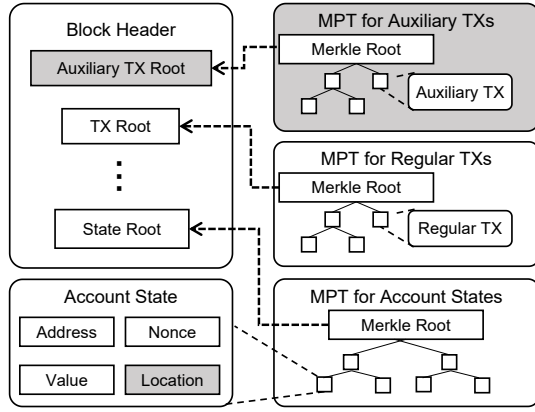 Block Header
Auxiliary TX Root
TX Root
State Root
MPT for Auxiliary TXs
Merkle Root
Auxiliary TX
MPT for Regular TXs
Merkle Root
Regular TX
Account State
Address
Nonce
Value
Location
MPT for Account States
Merkle Root